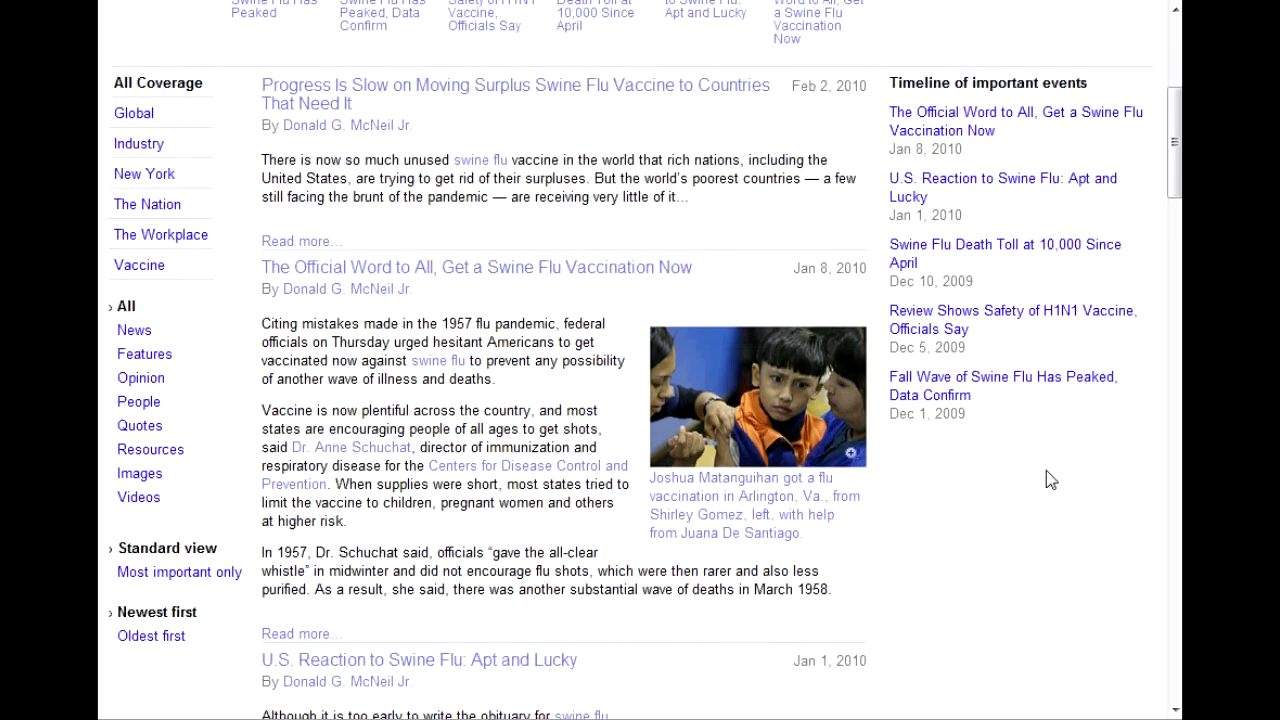 Swine Flu Has
Peaked
Swine Flu Has
Peaked, Data
Confirm
Safety of H1N1
Vaccine,
Officials Say
Death Toll at
10,000 Since
April
to Swine Flu:
Apt and Lucky
Word to All, Get
a Swine Flu
Vaccination
Now
All Coverage
Global
Industry
New York
The Nation
The Workplace
Vaccine
› All
News
Features
Opinion
People
Quotes
Resources
Images
Videos
› Standard view
Most important only
› Newest first
Oldest first
Progress Is Slow on Moving Surplus Swine Flu Vaccine to Countries
That Need It
Feb 2, 2010
By Donald G. McNeil Jr.
There is now so much unused swine flu vaccine in the world that rich nations, including the
United States, are trying to get rid of their surpluses. But the world’s poorest countries — a few
still facing the brunt of the pandemic — are receiving very little of it...
Read more...
The Official Word to All, Get a Swine Flu Vaccination Now
Jan 8, 2010
By Donald G. McNeil Jr.
Citing mistakes made in the 1957 flu pandemic, federal
officials on Thursday urged hesitant Americans to get
vaccinated now against swine flu to prevent any possibility
of another wave of illness and deaths.
Vaccine is now plentiful across the country, and most
states are encouraging people of all ages to get shots,
said Dr. Anne Schuchat, director of immunization and
respiratory disease for the Centers for Disease Control and
Prevention. When supplies were short, most states tried to
limit the vaccine to children, pregnant women and others
at higher risk.
Joshua Matanguihan got a flu
vaccination in Arlington, Va., from
Shirley Gomez, left, with help
from Juana De Santiago.
In 1957, Dr. Schuchat said, officials “gave the all-clear
whistle” in midwinter and did not encourage flu shots, which were then rarer and also less
purified. As a result, she said, there was another substantial wave of deaths in March 1958.
Read more...
U.S. Reaction to Swine Flu: Apt and Lucky
Jan 1, 2010
By Donald G. McNeil Jr.
Although it is too early to write the obituary for swine flu,
Timeline of important events
The Official Word to All, Get a Swine Flu
Vaccination Now
Jan 8, 2010
U.S. Reaction to Swine Flu: Apt and
Lucky
Jan 1, 2010
Swine Flu Death Toll at 10,000 Since
April
Dec 10, 2009
Review Shows Safety of H1N1 Vaccine,
Officials Say
Dec 5, 2009
Fall Wave of Swine Flu Has Peaked,
Data Confirm
Dec 1, 2009